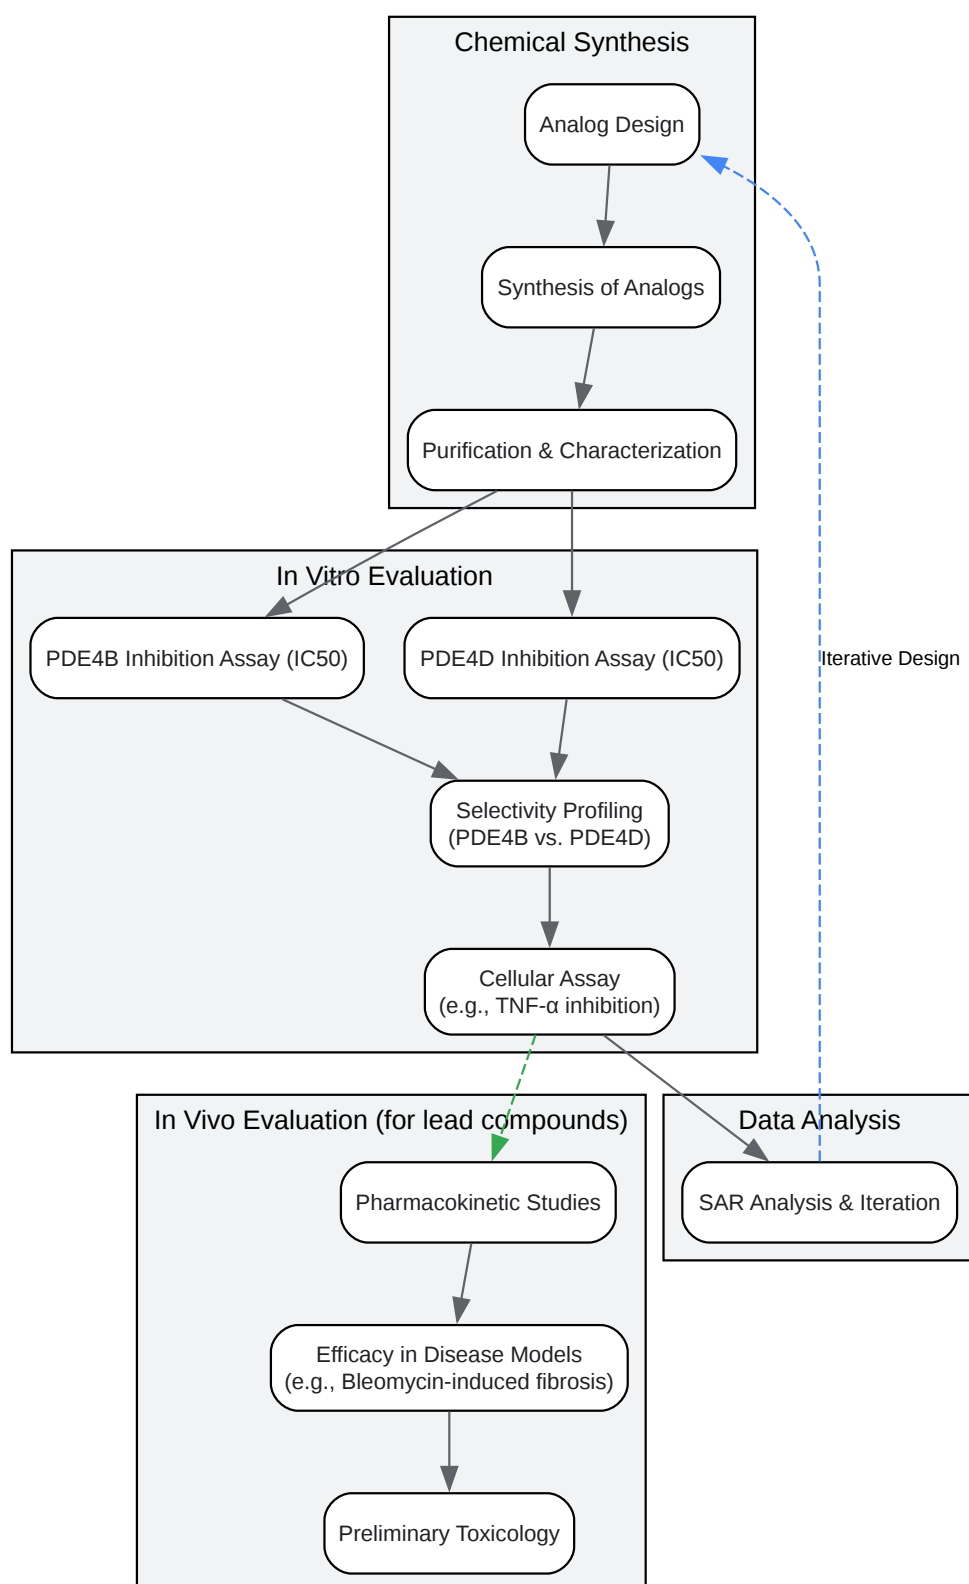 Chemical Synthesis
Analog Design
Synthesis of Analogs
Purification & Characterization
In Vitro Evaluation
PDE4B Inhibition Assay (IC50)
PDE4D Inhibition Assay (IC50)
Iterative Design
Selectivity Profiling
(PDE4B vs. PDE4D)
Cellular Assay
(e.g., TNF-α inhibition)
In Vivo Evaluation (for lead compounds)
Data Analysis
Pharmacokinetic Studies
SAR Analysis & Iteration
Efficacy in Disease Models
(e.g., Bleomycin-induced fibrosis)
Preliminary Toxicology